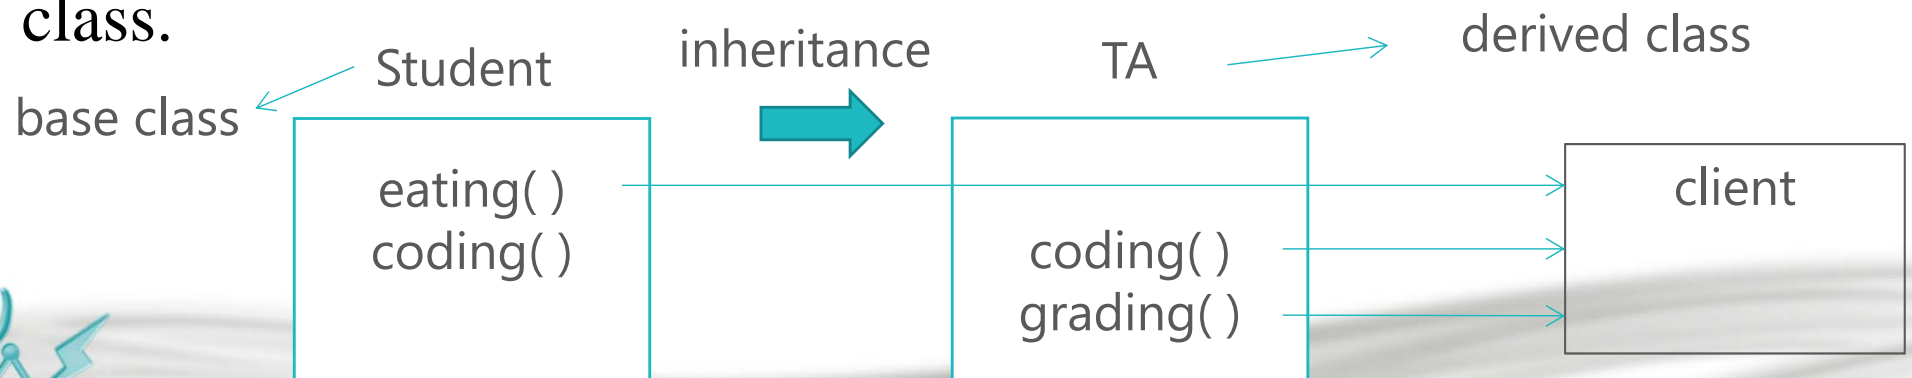 class.
base class
Student
inheritance
TA
derived class
eating( )
coding( )
coding( )
grading( )
client